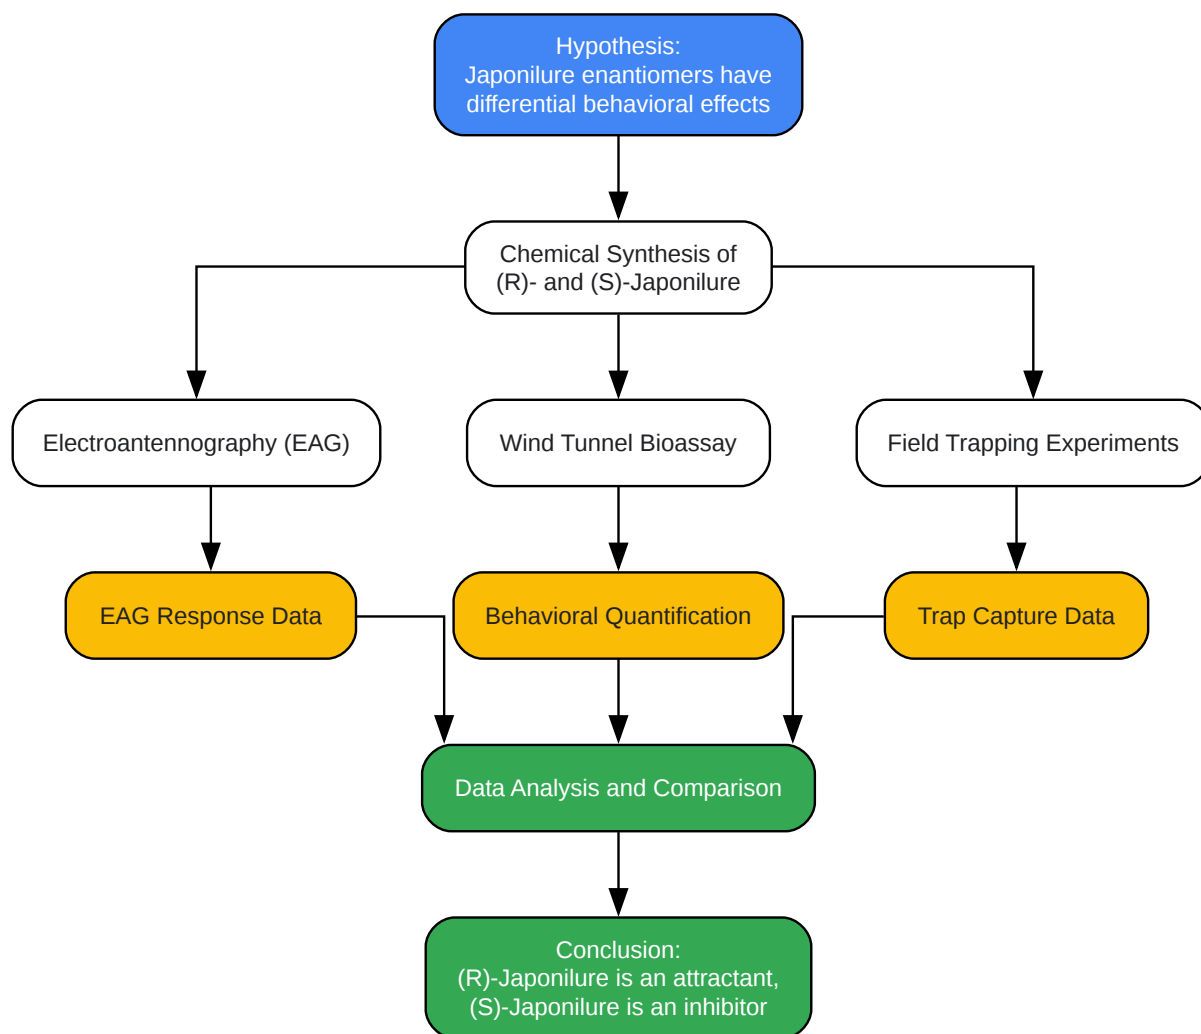 Hypothesis:
Japonilure enantiomers have
differential behavioral effects
Chemical Synthesis of
(R)- and (S)-Japonilure
Electroantennography (EAG)
Wind Tunnel Bioassay
Field Trapping Experiments
EAG Response Data
Behavioral Quantification
Trap Capture Data
Data Analysis and Comparison
Conclusion:
(R)-Japonilure is an attractant,
(S)-Japonilure is an inhibitor